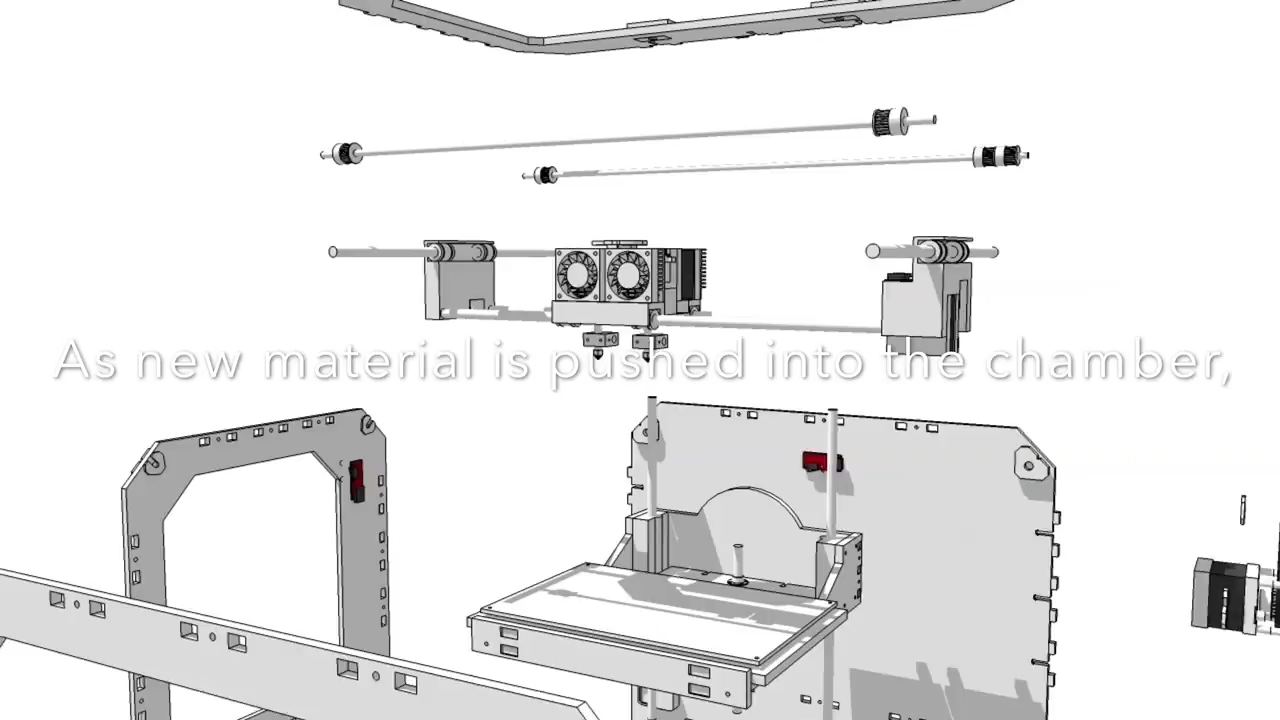 As new material is pushed into the chamber,